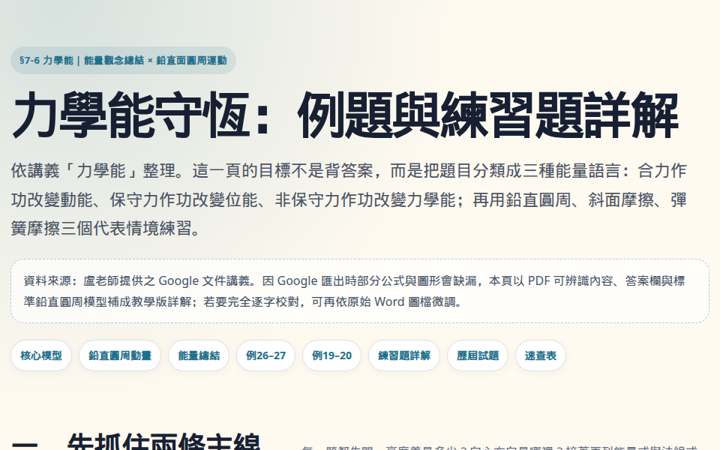 §7-6 力學能｜能量觀念總結 × 鉛直面圓周運動
力學能守恆：例題與練習題詳解
依講義「力學能」整理。這一頁的目標不是背答案，而是把題目分類成三種能量語言：合力作
功改變動能、保守力作功改變位能、非保守力作功改變力學能；再用鉛直圓周、斜面摩擦、彈
簧摩擦三個代表情境練習。
資料來源：盧老師提供之 Google 文件講義。因 Google 匯出時部分公式與圖形會缺漏，本頁以 PDF 可辨識內容、答案欄與標
準鉛直圓周模型補成教學版詳解；若要完全逐字校對，可再依原始 Word 圖檔微調。
核心模型 鉛直圓周動畫 能量總結 例26–27 例19–20 練習題詳解 歷屆試題 速查表
一、先抓住兩條主線